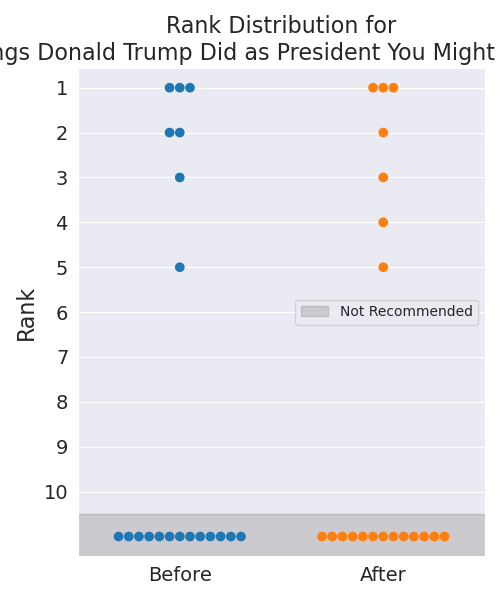 Rank Distribution for
Donald Trump Did as President You Might
1
2
3
4
5
6
7
8
9
10
Rank
Not Recommended
Before
After